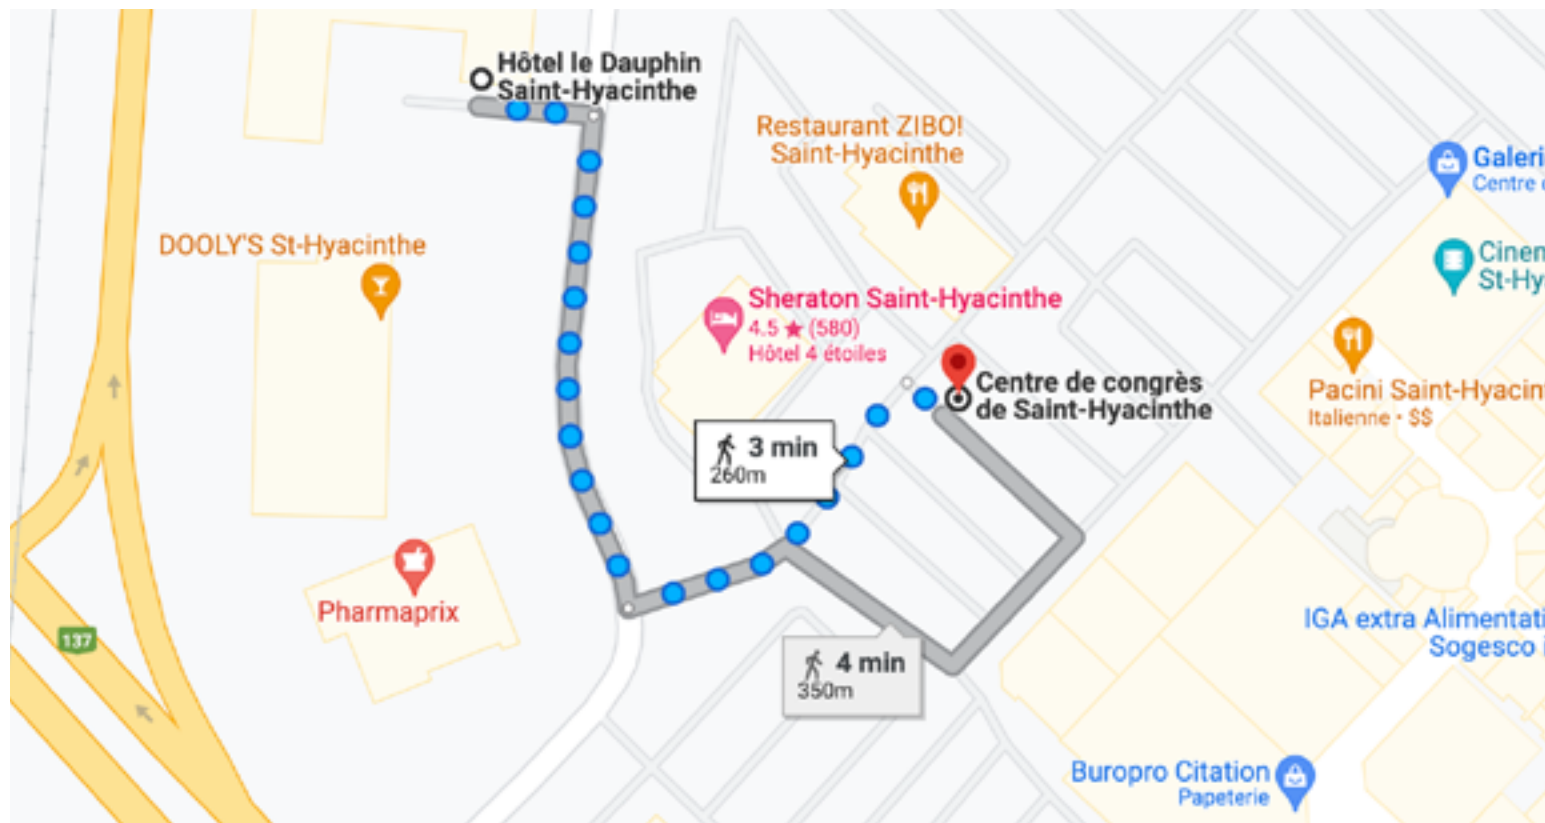 Hôtel le Dauphin
Saint-Hyacinthe
Restaurant ZIBO!
Saint-Hyacinthe
Galeri
Centre
DOOLY'S St-Hyacinthe
Cinen
St-Hy
Sheraton Saint-Hyacinthe
4.5 ★ (580)
Hôtel 4 étoiles
Centre de congrès
de Saint-Hyacinthe
Pacini Saint-Hyacin
Italienne • $$
3 min
260m
Pharmaprix
137
IGA extra Alimentati
Sogesco i
4 min
350m
Buropro Citation
Papeterie